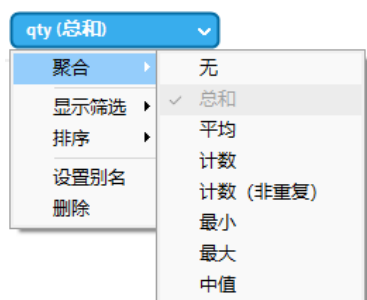 qty (总和)
聚合
显示筛选
排序
设置别名
删除
无
总和
平均
计数
计数 (非重复)
最小
最大
中值